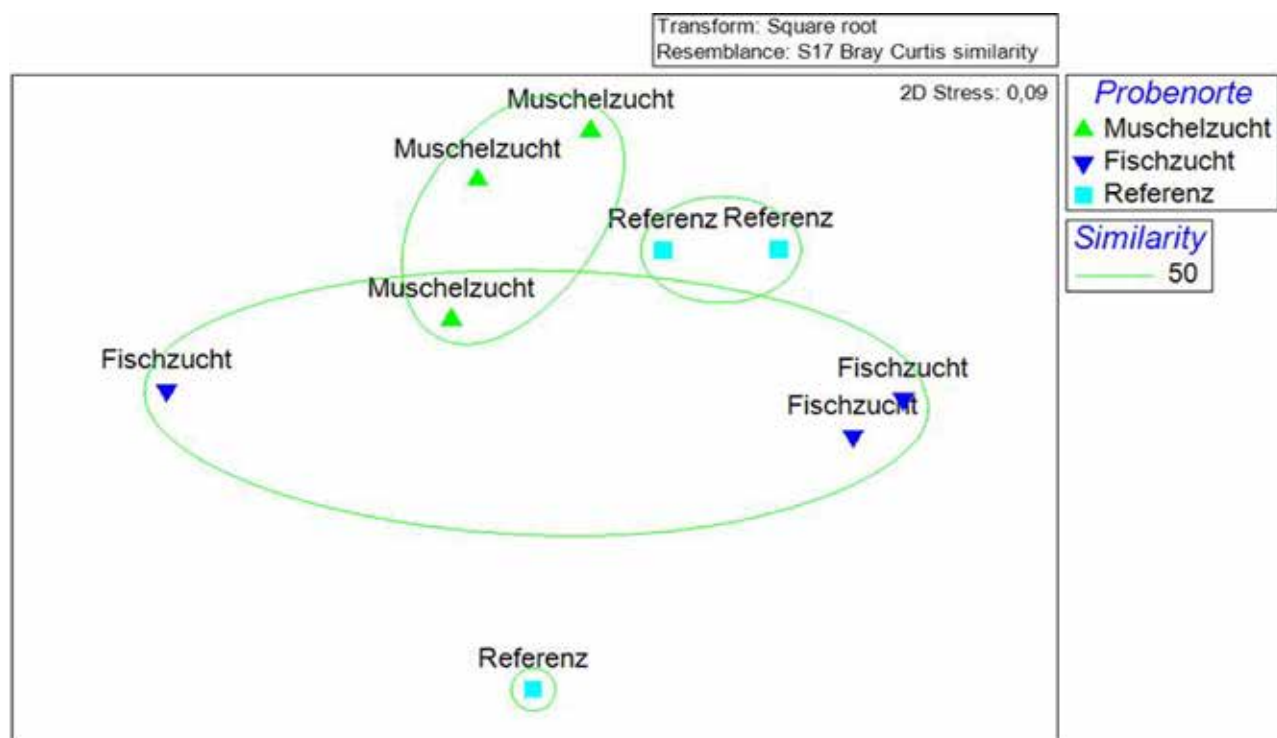 Transform: Square root
Resemblance: S17 Bray Curtis similarity
2D Stress: 0,09
Muschelzucht
Muschelzucht
Referenz Referenz
Muschelzucht
Fischzucht
Fischzucht
Fischzucht
Referenz
Probenorte
Muschelzucht
Fischzucht
Referenz
Similarity
50